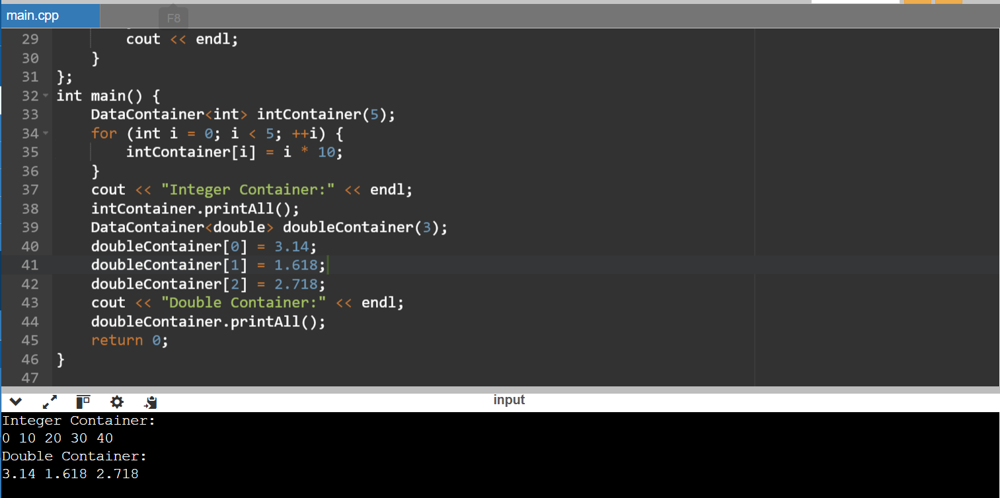 main.cpp
F8
29 cout << endl;
30 }
31 };
32 int main() {
33 DataContainer<int> intContainer(5);
34 for (int i = 0; i < 5; ++i) {
35 intContainer[i] = i * 10;
36 }
37 cout << "Integer Container:" << endl;
38 intContainer.printAll();
39 DataContainer<double> doubleContainer(3);
40 doubleContainer[0] = 3.14;
41 doubleContainer[1] = 1.618;
42 doubleContainer[2] = 2.718;
43 cout << "Double Container:" << endl;
44 doubleContainer.printAll();
45 return 0;
46 }
47
input
Integer Container:
0 10 20 30 40
Double Container:
3.14 1.618 2.718